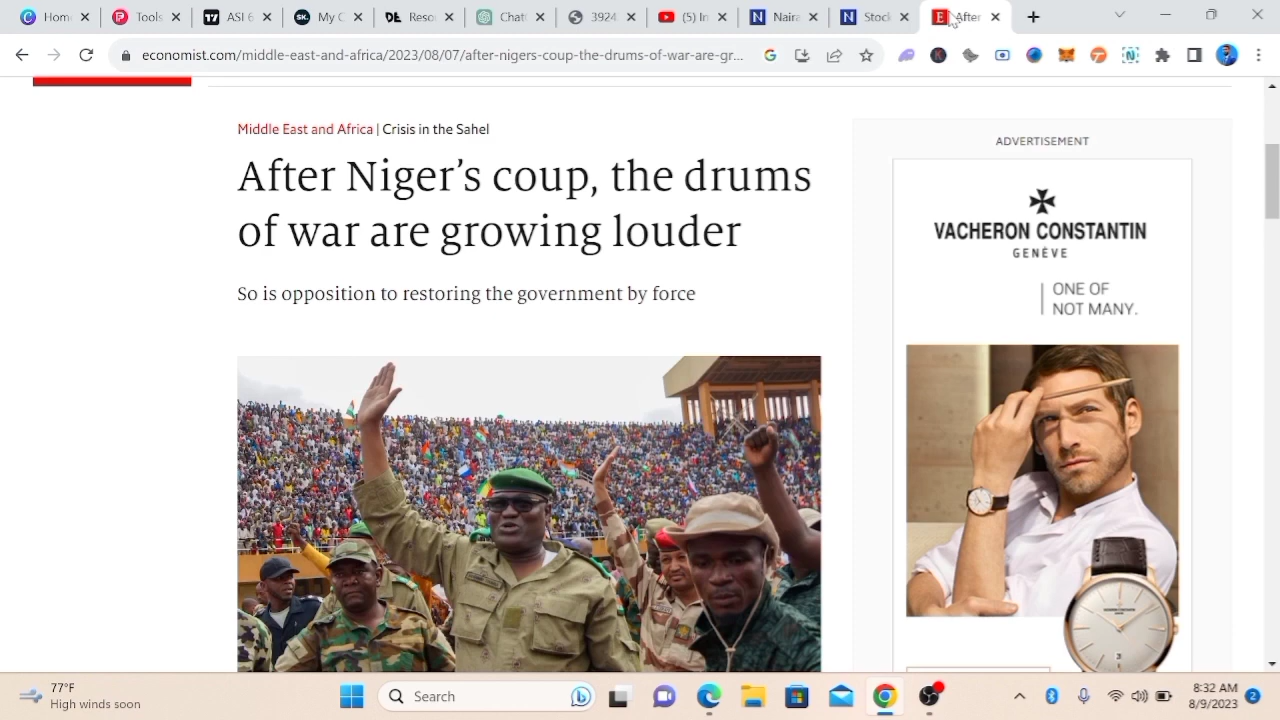 Home
Tools
AST
My C
Reso
Chat
3924
(5) In
Naira
Stock
After
economist.com/middle-east-and-africa/2023/08/07/after-nigers-coup-the-drums-of-war-are-gr...
Middle East and Africa | Crisis in the Sahel
After Niger’s coup, the drums
of war are growing louder
So is opposition to restoring the government by force
ADVERTISEMENT
VACHERON CONSTANTIN
GENÈVE
ONE OF
NOT MANY.
77°F
High winds soon
Search
8:32 AM
8/9/2023
2